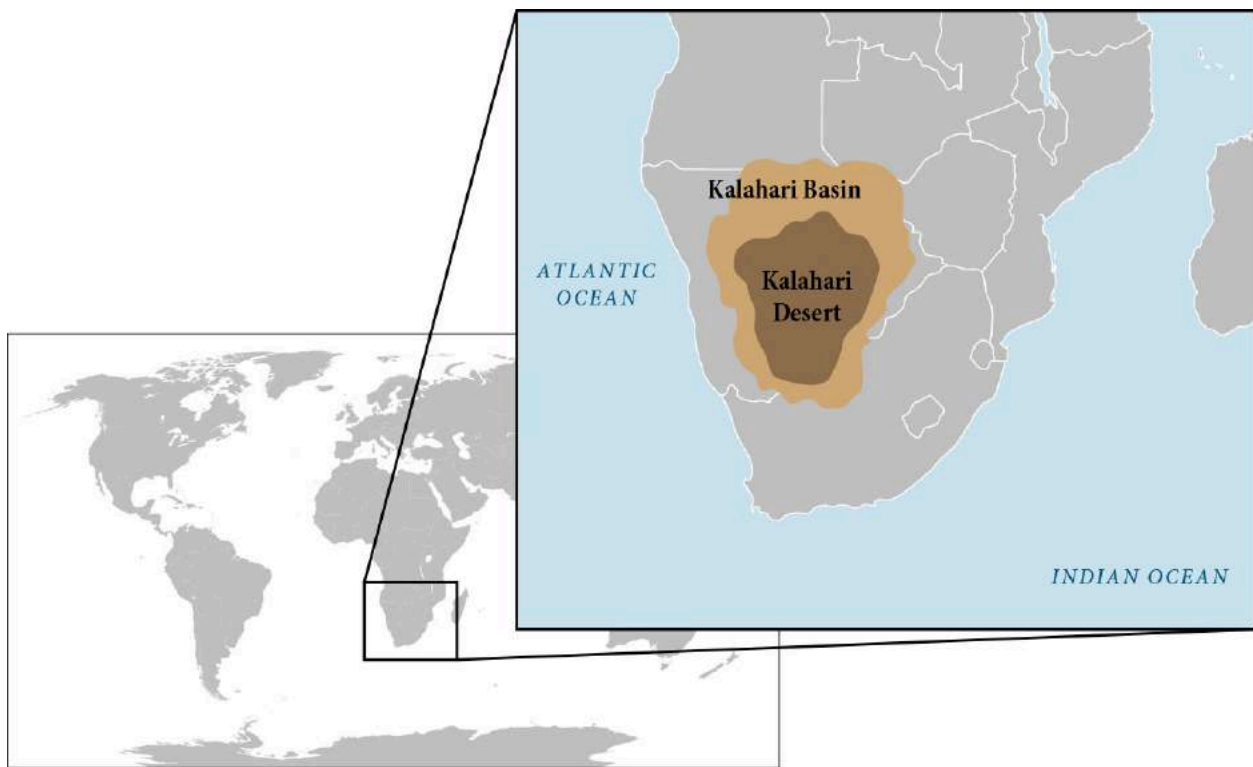 Kalahari Basin
ATLANTIC
OCEAN
Kalahari
Desert
INDIAN OCEAN